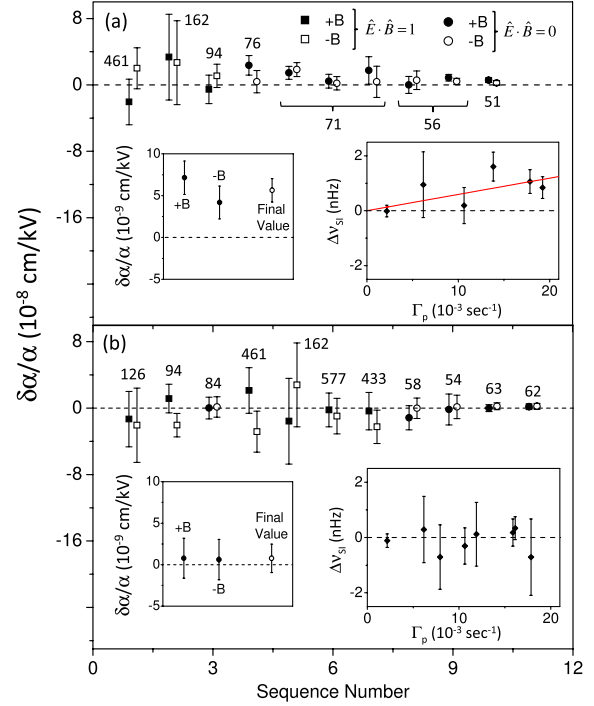 (a)
+B
-B
Ê · B̂ = 1
+B
-B
Ê · B̂ = 0
461
162
94
76
71
56
51
8
0
-8
-16
δα/α (10⁻⁸ cm/kV)
δα/α (10⁻⁹ cm/kV)
10
5
0
5
+B
-B
Final
Value
Δν_SI (nHz)
2
0
-2
0
10
20
Γ_p (10⁻³ sec⁻¹)
(b)
126
94
84
461
162
577
433
58
54
63
62
8
0
-8
-16
δα/α (10⁻⁹ cm/kV)
10
5
0
-5
+B
-B
Final
Value
Δν_SI (nHz)
2
0
-2
0
10
20
Γ_p (10⁻³ sec⁻¹)
0
3
6
9
12
Sequence Number